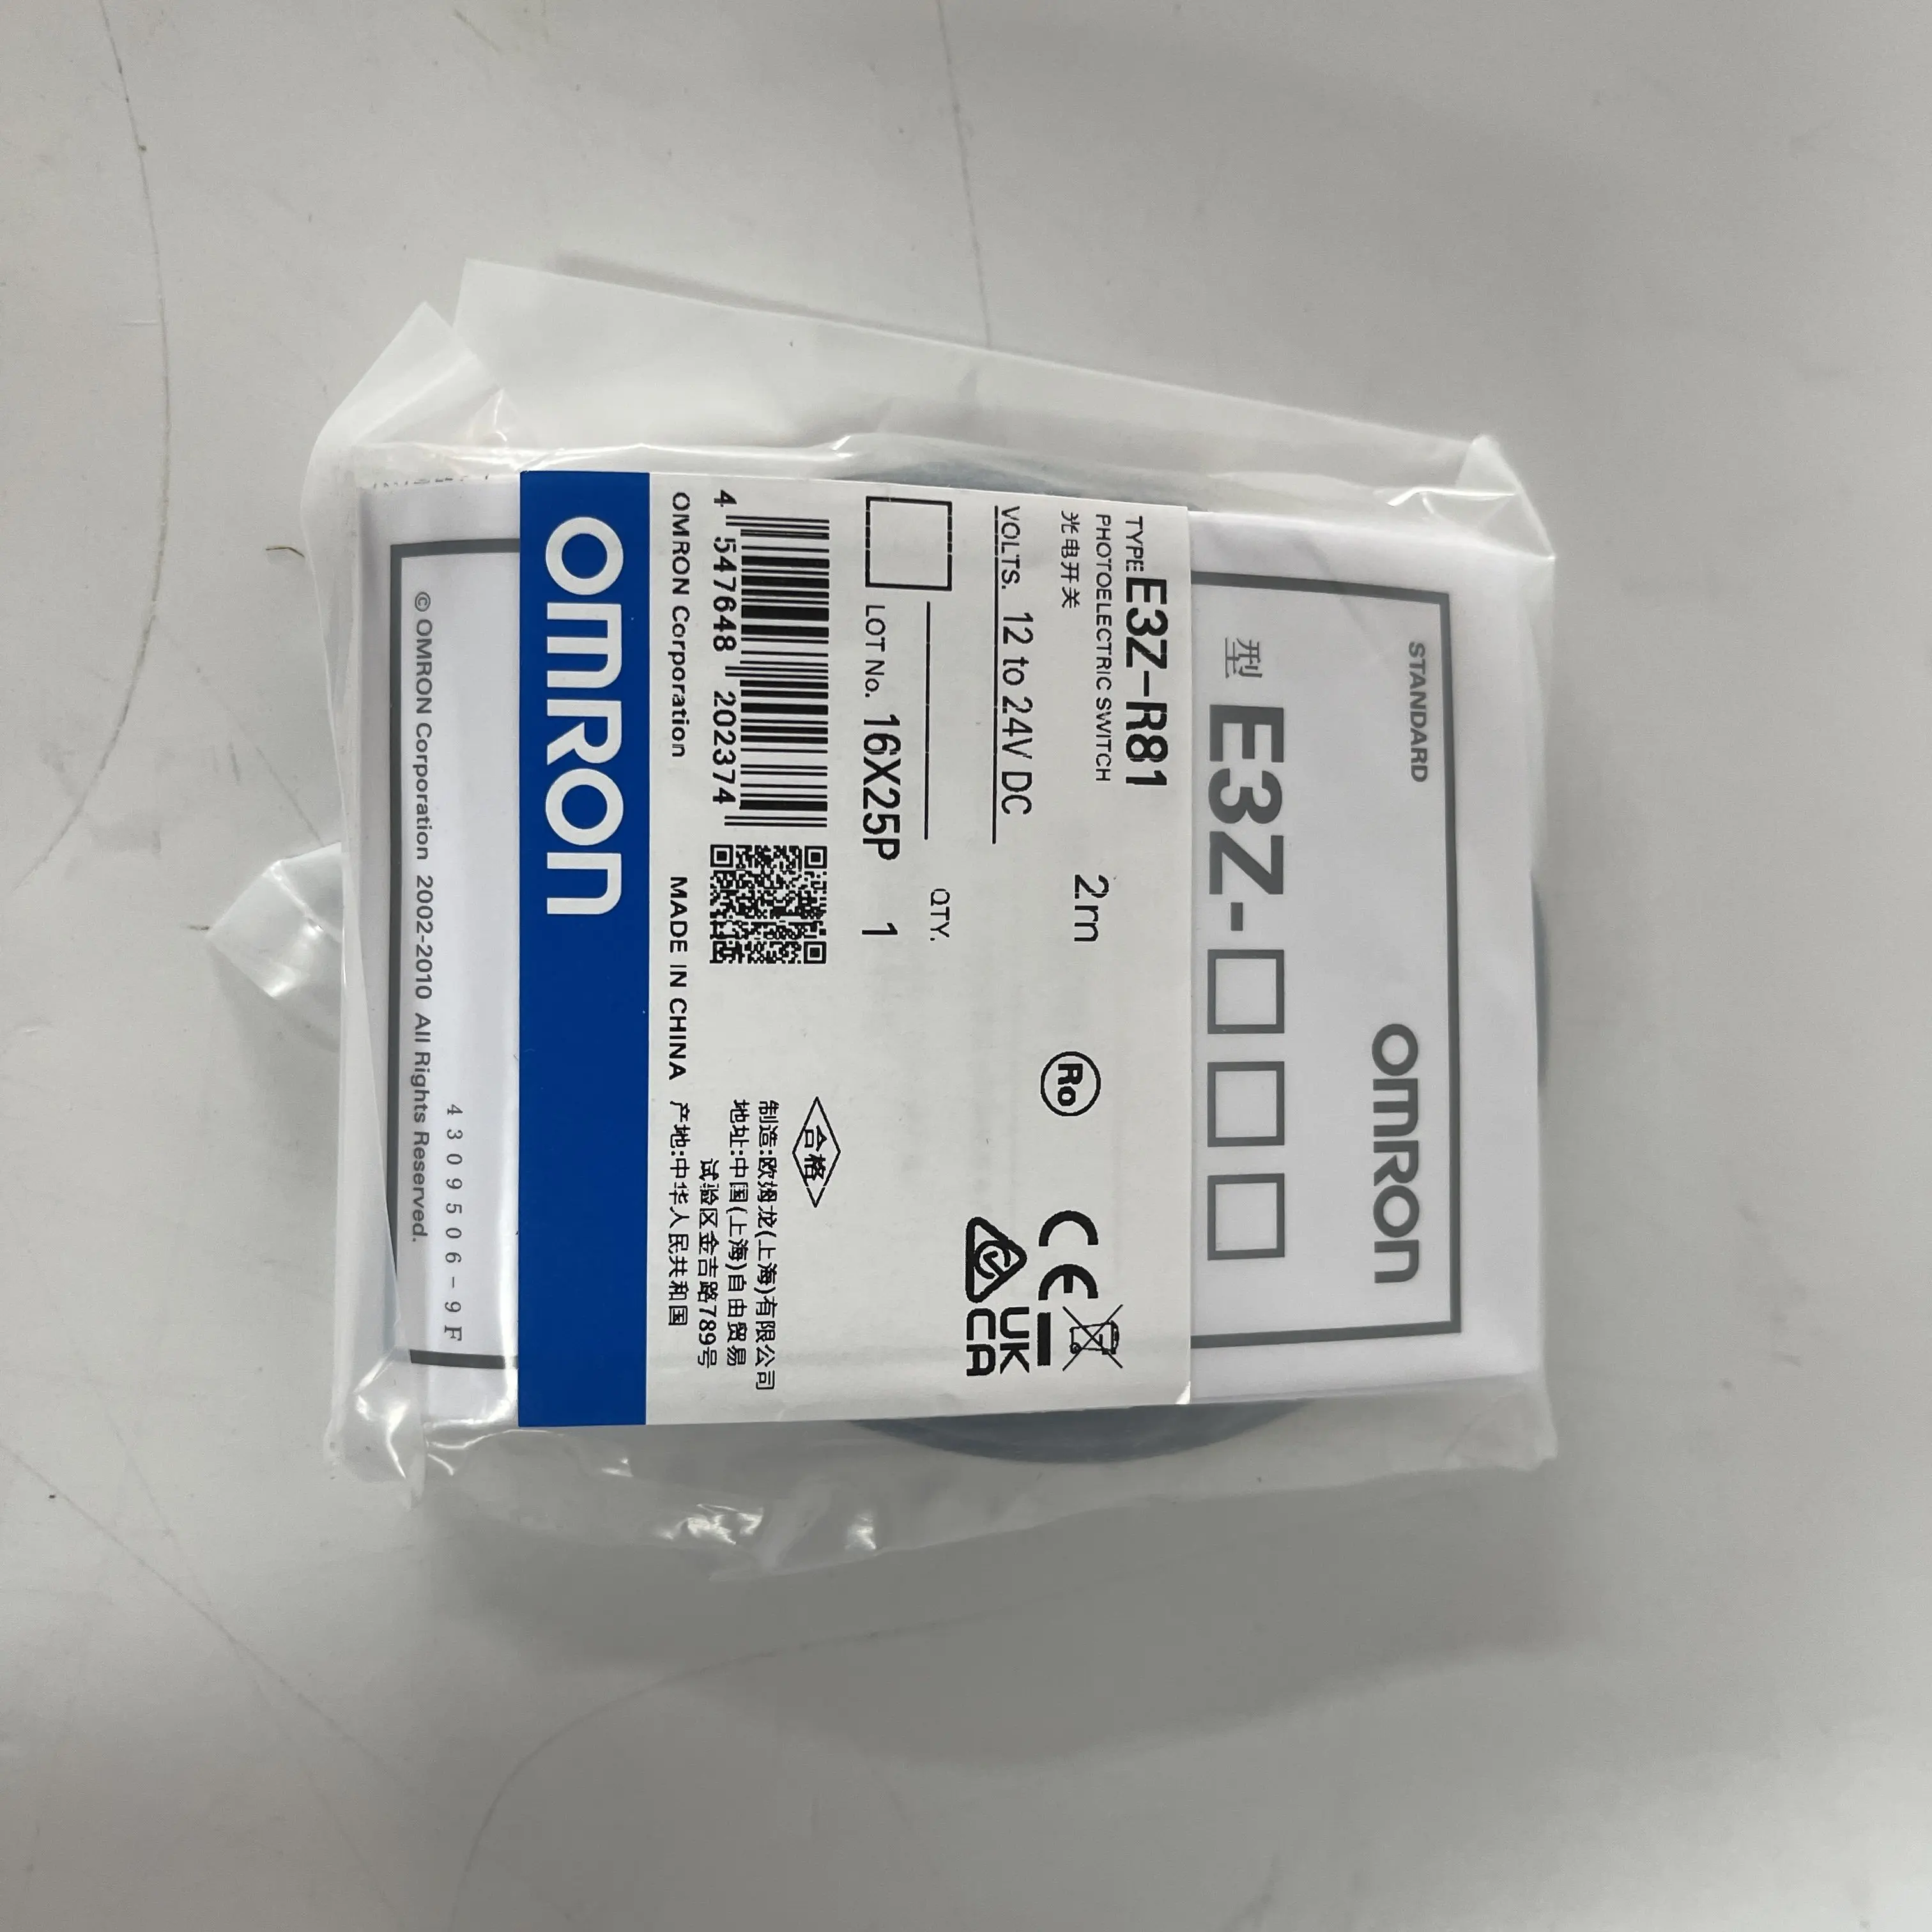 STANDARD
OMRON
型 E3Z-□□□
TYPE E3Z-R81
PHOTOELECTRIC SWITCH
光电开关
2m
VOLTS. 12 to 24V DC
QTY.
LOT No. 16X25P 1
Ro
CE
UK
CA
合格
4 547648 202374
制造:欧姆龙(上海)有限公司
地址:中国(上海)自由贸易
试验区金吉路789号
OMRON Corporation MADE IN CHINA 产地:中华人民共和国
OMRON
4309506-9F
© OMRON Corporation 2002-2010 All Rights Reserved.